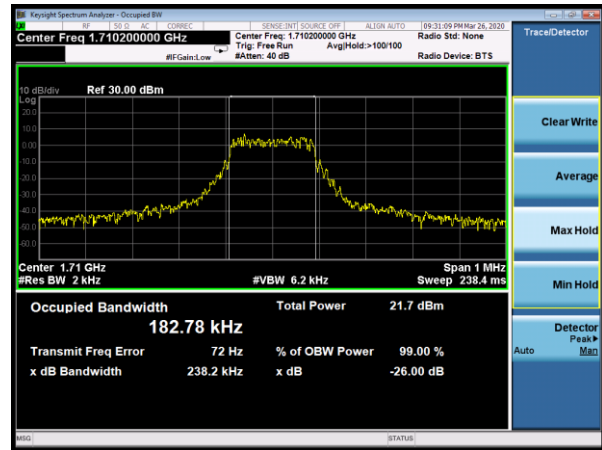 Keysight Spectrum Analyzer - Occupied BW
RF 50 Ω AC CORREC SENSE:INT SOURCE OFF ALIGN AUTO 09:31:09 PM Mar 26, 2020
Center Freq 1.710200000 GHz
Center Freq: 1.710200000 GHz
Radio Std: None
Trig: Free Run Avg|Hold:>100/100
#IFGain:Low #Atten: 40 dB Radio Device: BTS
Trace/Detector
10 dB/div Ref 30.00 dBm
Log
20.0
10.0
0.00
-10.0
-20.0
-30.0
-40.0
-50.0
-60.0
Clear Write
Average
Max Hold
Min Hold
Detector
Peak▶
Auto Man
Center 1.71 GHz Span 1 MHz
#Res BW 2 kHz #VBW 6.2 kHz Sweep 238.4 ms
Occupied Bandwidth Total Power 21.7 dBm
182.78 kHz
Transmit Freq Error 72 Hz % of OBW Power 99.00 %
x dB Bandwidth 238.2 kHz x dB -26.00 dB
MSG STATUS